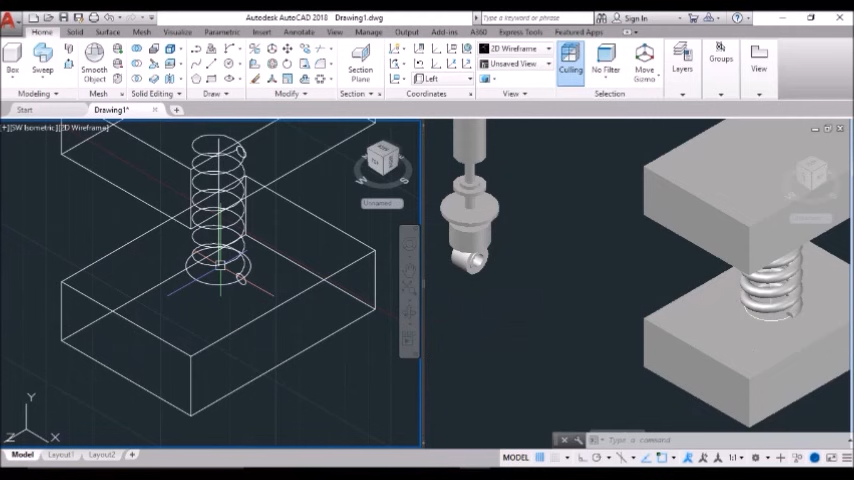 Autodesk AutoCAD 2018 Drawing1.dwg
Type a keyword or phrase
Sign In
Home Solid Surface Mesh Visualize Parametric Insert Annotate View Manage Output Add-ins A360 Express Tools Featured Apps
2D Wireframe
Unsaved View
Left
Box
Sweep
Smooth
Object
Section
Plane
Culling
No Filter
Move
Gizmo
Layers
Groups
View
Modeling
Mesh
Solid Editing
Draw
Modify
Section
Coordinates
View
Selection
Start
Drawing1*
[+][SW Isometric][2D Wireframe]
W
S
Unnamed
Y
Z
X
Type a command
Model
Layout1
Layout2
MODEL
1:1